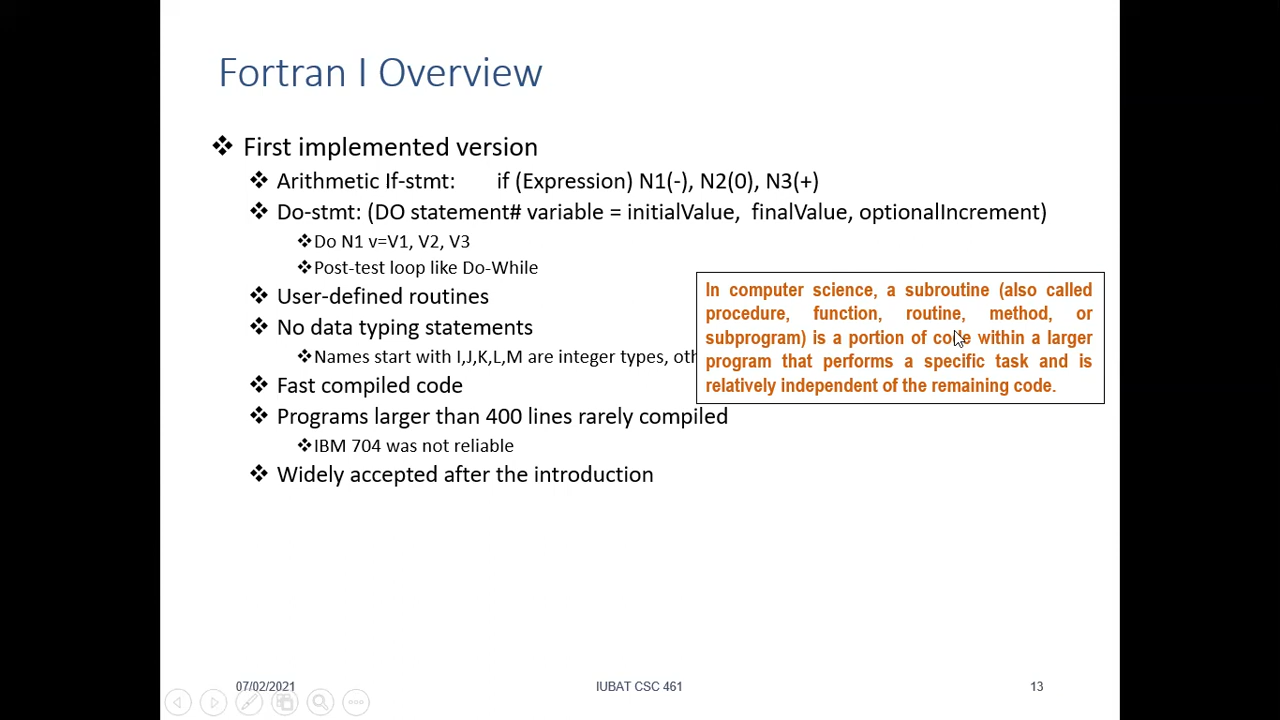 Fortran I Overview
❖ First implemented version
❖ Arithmetic If-stmt: if (Expression) N1(-), N2(0), N3(+)
❖ Do-stmt: (DO statement# variable = initialValue, finalValue, optionalIncrement)
❖Do N1 v=V1, V2, V3
❖Post-test loop like Do-While
❖ User-defined routines
❖ No data typing statements
❖Names start with I,J,K,L,M are integer types,
❖ Fast compiled code
❖ Programs larger than 400 lines rarely compiled
❖IBM 704 was not reliable
❖ Widely accepted after the introduction
In computer science, a subroutine (also called
procedure, function, routine, method, or
subprogram) is a portion of code within a larger
program that performs a specific task and is
relatively independent of the remaining code.
07/02/2021
IUBAT CSC 461
13